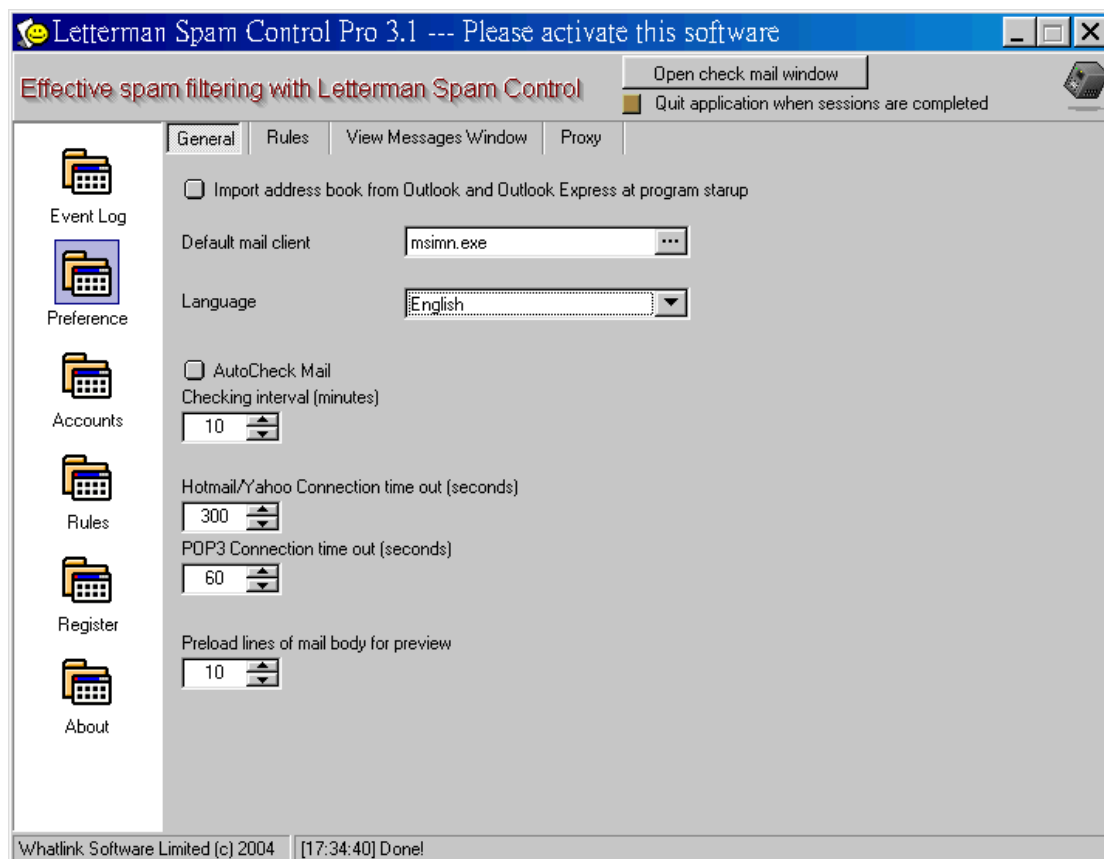 Letterman Spam Control Pro 3.1 --- Please activate this software
Effective spam filtering with Letterman Spam Control
Open check mail window
Quit application when sessions are completed
Event Log
Preference
Accounts
Rules
Register
About
General
Rules
View Messages Window
Proxy
Import address book from Outlook and Outlook Express at program starup
Default mail client
msimn.exe
...
Language
English
AutoCheck Mail
Checking interval (minutes)
10
Hotmail/Yahoo Connection time out (seconds)
300
POP3 Connection time out (seconds)
60
Preload lines of mail body for preview
10
Whatlink Software Limited (c) 2004
[17:34:40] Done!